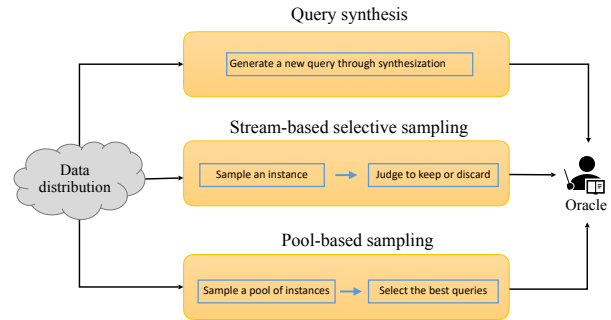 Query synthesis
Generate a new query through synthesization
Stream-based selective sampling
Data
distribution
Sample an instance
Judge to keep or discard
Oracle
Pool-based sampling
Sample a pool of instances
Select the best queries